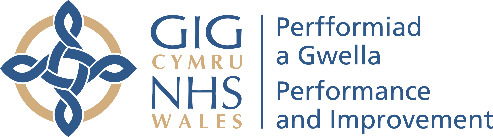 GIG
CYMRU
NHS
WALES
Perfformiad
a Gwella
Performance
and Improvement